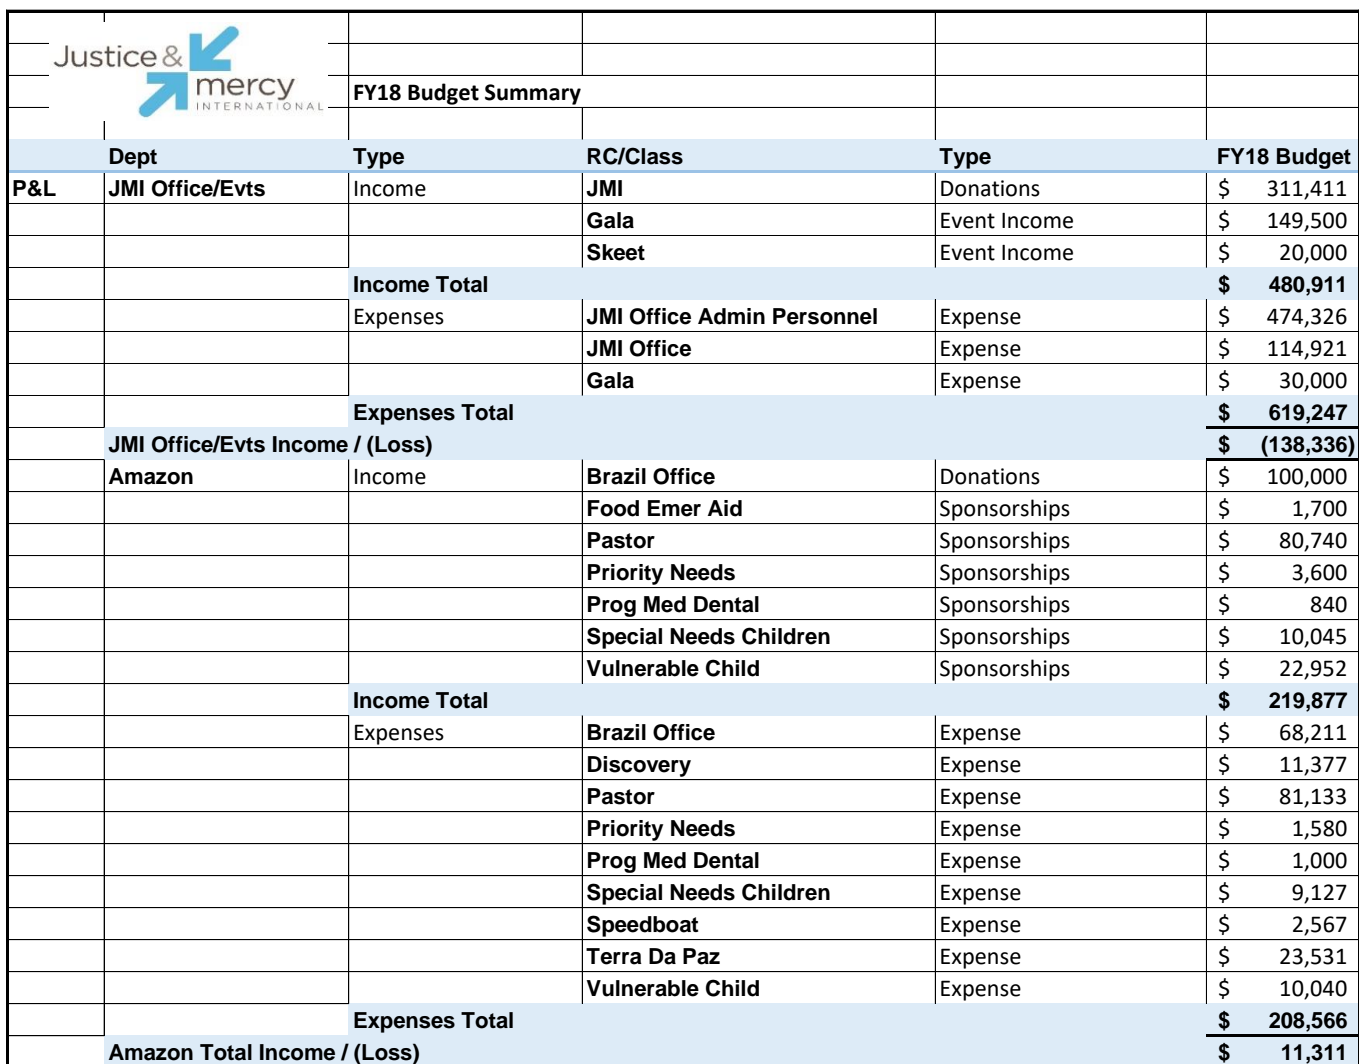 Justice &
mercy
INTERNATIONAL
FY18 Budget Summary
Dept Type RC/Class Type FY18 Budget
P&L JMI Office/Evts Income JMI Donations $ 311,411
Gala Event Income $ 149,500
Skeet Event Income $ 20,000
Income Total $ 480,911
Expenses JMI Office Admin Personnel Expense $ 474,326
JMI Office Expense $ 114,921
Gala Expense $ 30,000
Expenses Total $ 619,247
JMI Office/Evts Income / (Loss) $ (138,336)
Amazon Income Brazil Office Donations $ 100,000
Food Emer Aid Sponsorships $ 1,700
Pastor Sponsorships $ 80,740
Priority Needs Sponsorships $ 3,600
Prog Med Dental Sponsorships $ 840
Special Needs Children Sponsorships $ 10,045
Vulnerable Child Sponsorships $ 22,952
Income Total $ 219,877
Expenses Brazil Office Expense $ 68,211
Discovery Expense $ 11,377
Pastor Expense $ 81,133
Priority Needs Expense $ 1,580
Prog Med Dental Expense $ 1,000
Special Needs Children Expense $ 9,127
Speedboat Expense $ 2,567
Terra Da Paz Expense $ 23,531
Vulnerable Child Expense $ 10,040
Expenses Total $ 208,566
Amazon Total Income / (Loss) $ 11,311